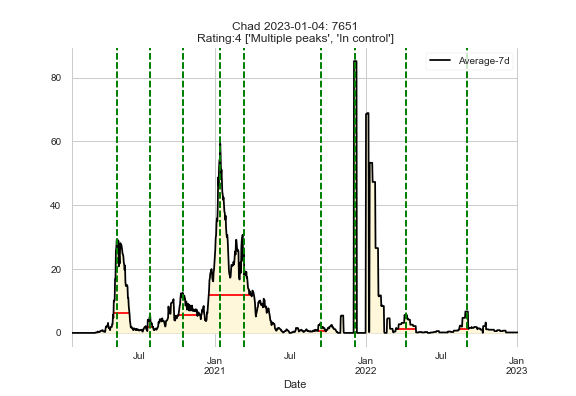 Chad 2023-01-04: 7651
Rating:4 ['Multiple peaks', 'In control']
Average-7d
80
60
40
20
0
Jul
Jan
2021
Jul
Jan
2022
Jul
Jan
2023
Date